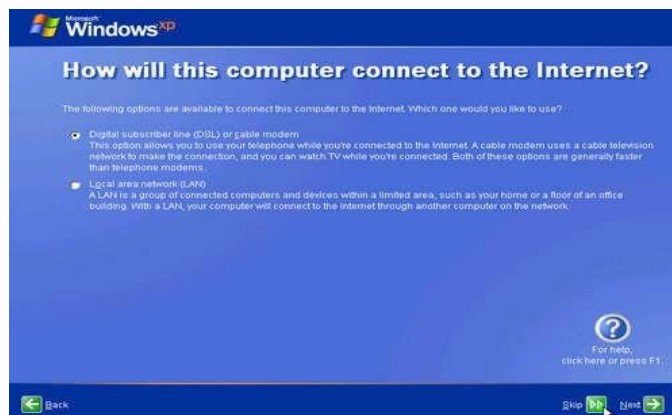 Microsoft
Windows xp
How will this computer connect to the Internet?
The following options are available to connect this computer to the Internet. Which one would you like to use?
Digital subscriber line (DSL) or cable modem
This option allows you to use your telephone while you're connected to the Internet. A cable modem uses a cable television
network to make the connection, and you can watch TV while you're connected. Both of these options are generally faster
than telephone modems.
Local area network (LAN)
A LAN is a group of connected computers and devices within a limited area, such as your home or a floor of an office
building. With a LAN, your computer will connect to the Internet through another computer on the network.
?
For help,
click here or press F1.
Back
Skip
Next